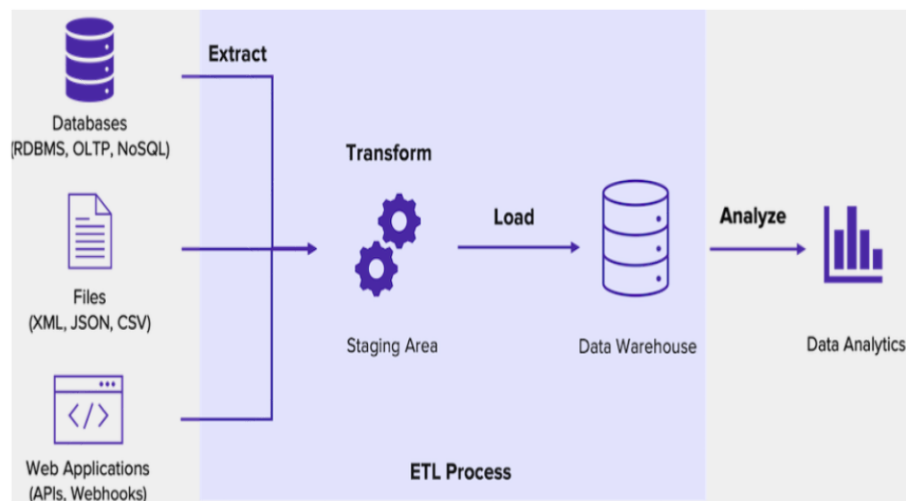 Extract
Databases
(RDBMS, OLTP, NoSQL)
Transform
Load
Analyze
Files
(XML, JSON, CSV)
Staging Area
Data Warehouse
Data Analytics
Web Applications
(APIs, Webhooks)
ETL Process